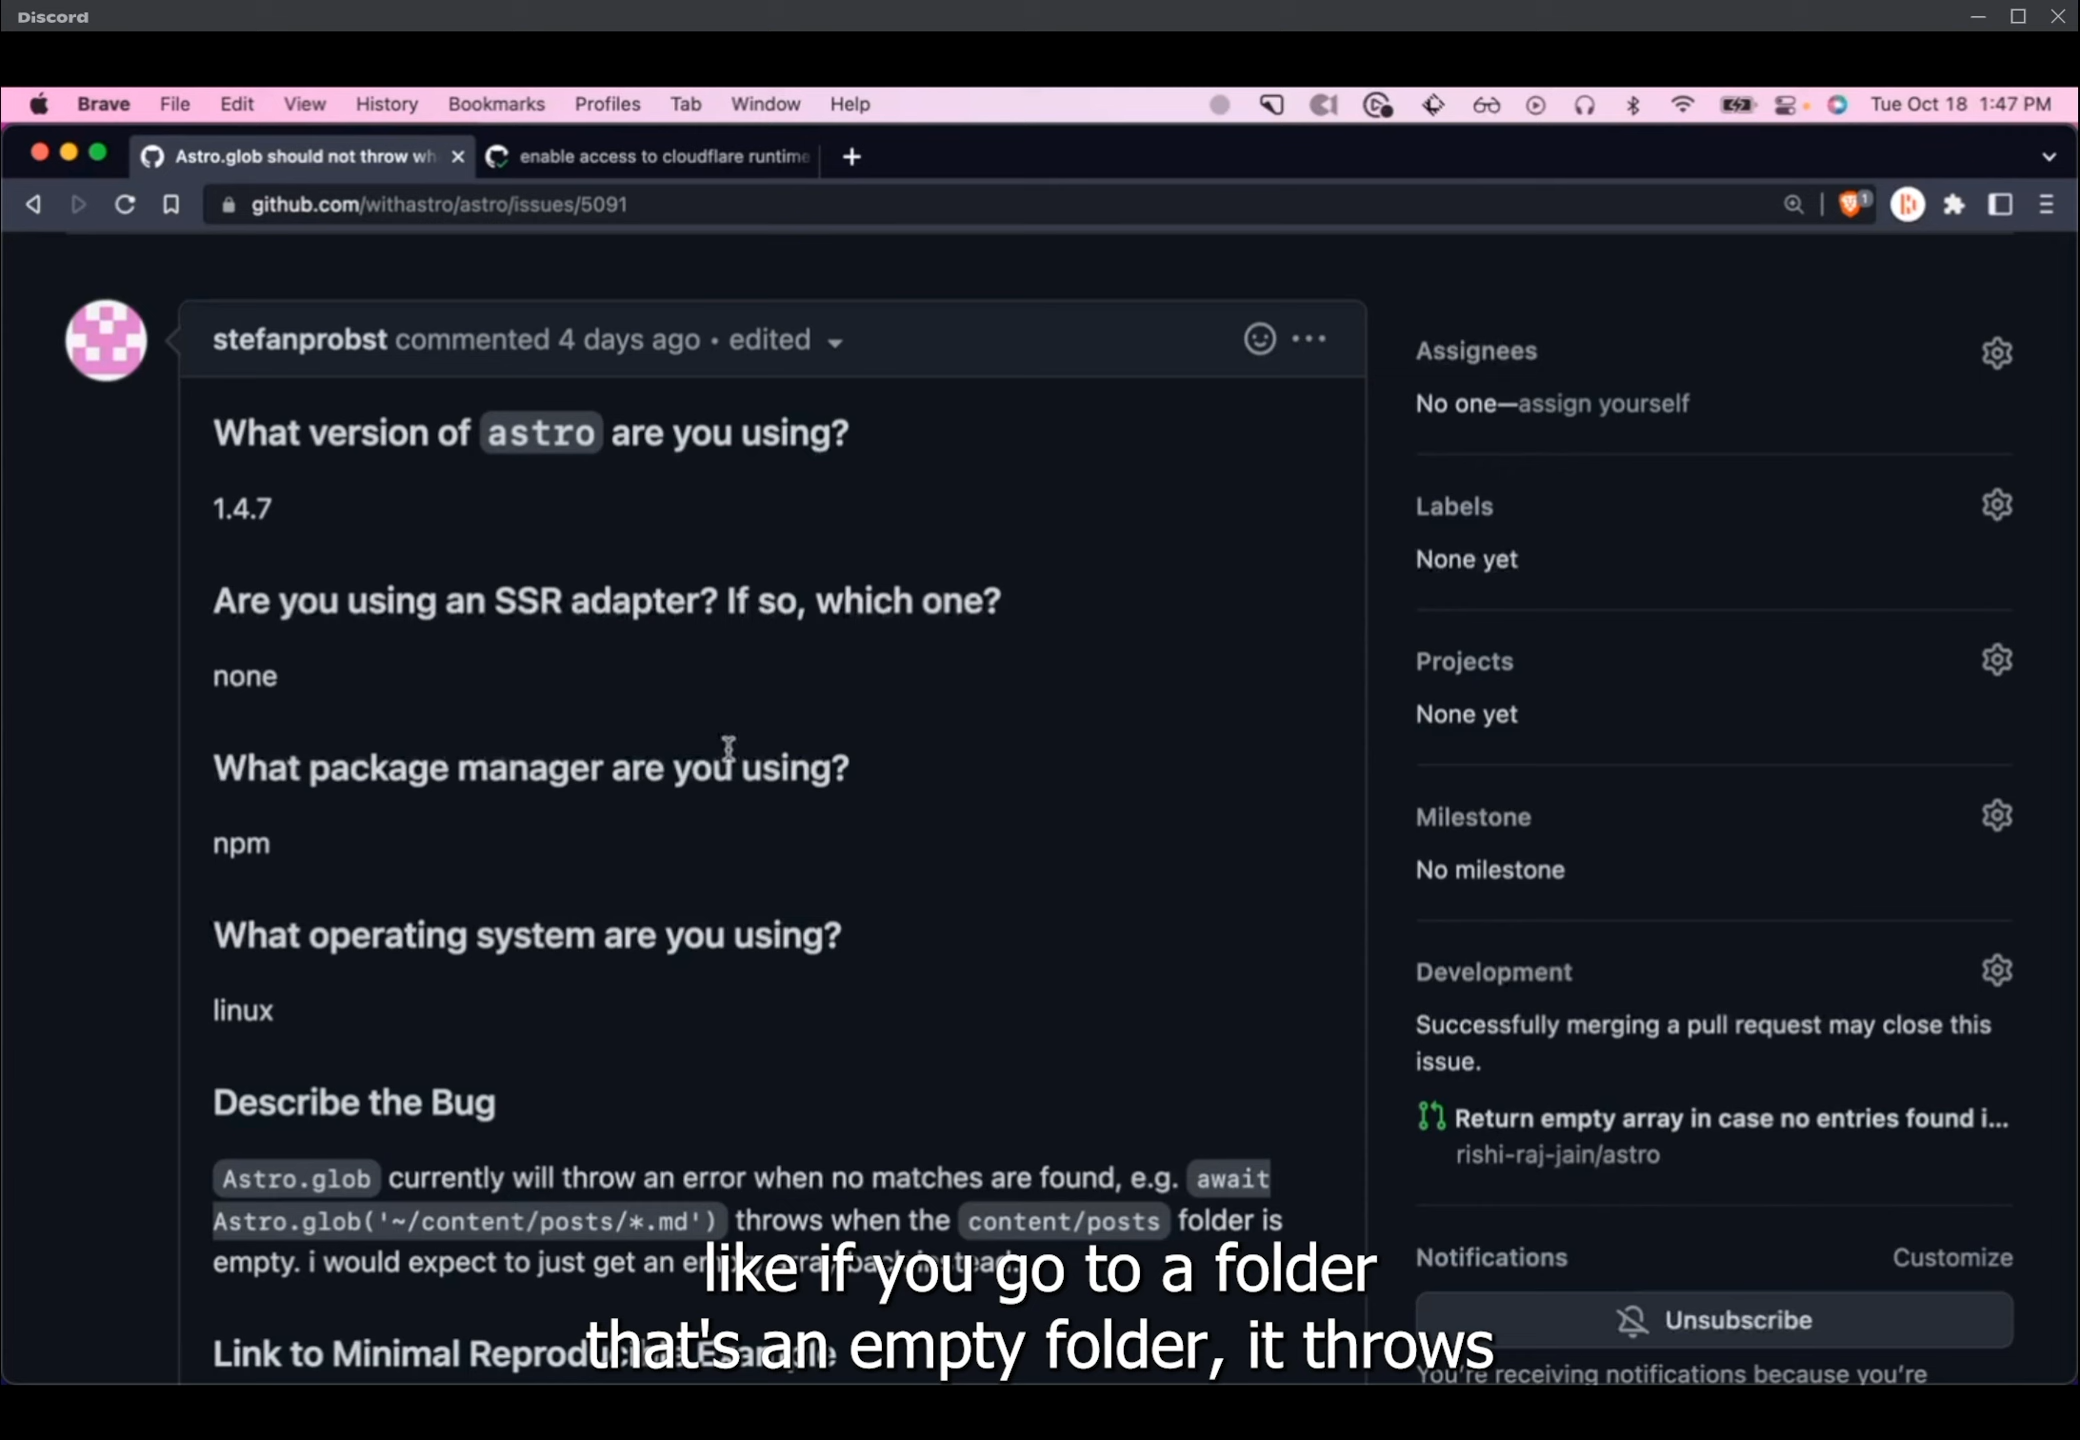 Discord
Brave File Edit View History Bookmarks Profiles Tab Window Help Tue Oct 18 1:47 PM
Astro.glob should not throw wh enable access to cloudflare runtime
github.com/withastro/astro/issues/5091
1
stefanprobst commented 4 days ago • edited
What version of astro are you using?
1.4.7
Are you using an SSR adapter? If so, which one?
none
What package manager are you using?
npm
What operating system are you using?
linux
Describe the Bug
Astro.glob currently will throw an error when no matches are found, e.g. await
Astro.glob('~/content/posts/*.md') throws when the content/posts folder is
empty. i would expect to just get an empty array back instead.
Link to Minimal Reproducible Example
Assignees
No one—assign yourself
Labels
None yet
Projects
None yet
Milestone
No milestone
Development
Successfully merging a pull request may close this
issue.
Return empty array in case no entries found i...
rishi-raj-jain/astro
Notifications Customize
Unsubscribe
You're receiving notifications because you're
like if you go to a folder
that's an empty folder, it throws